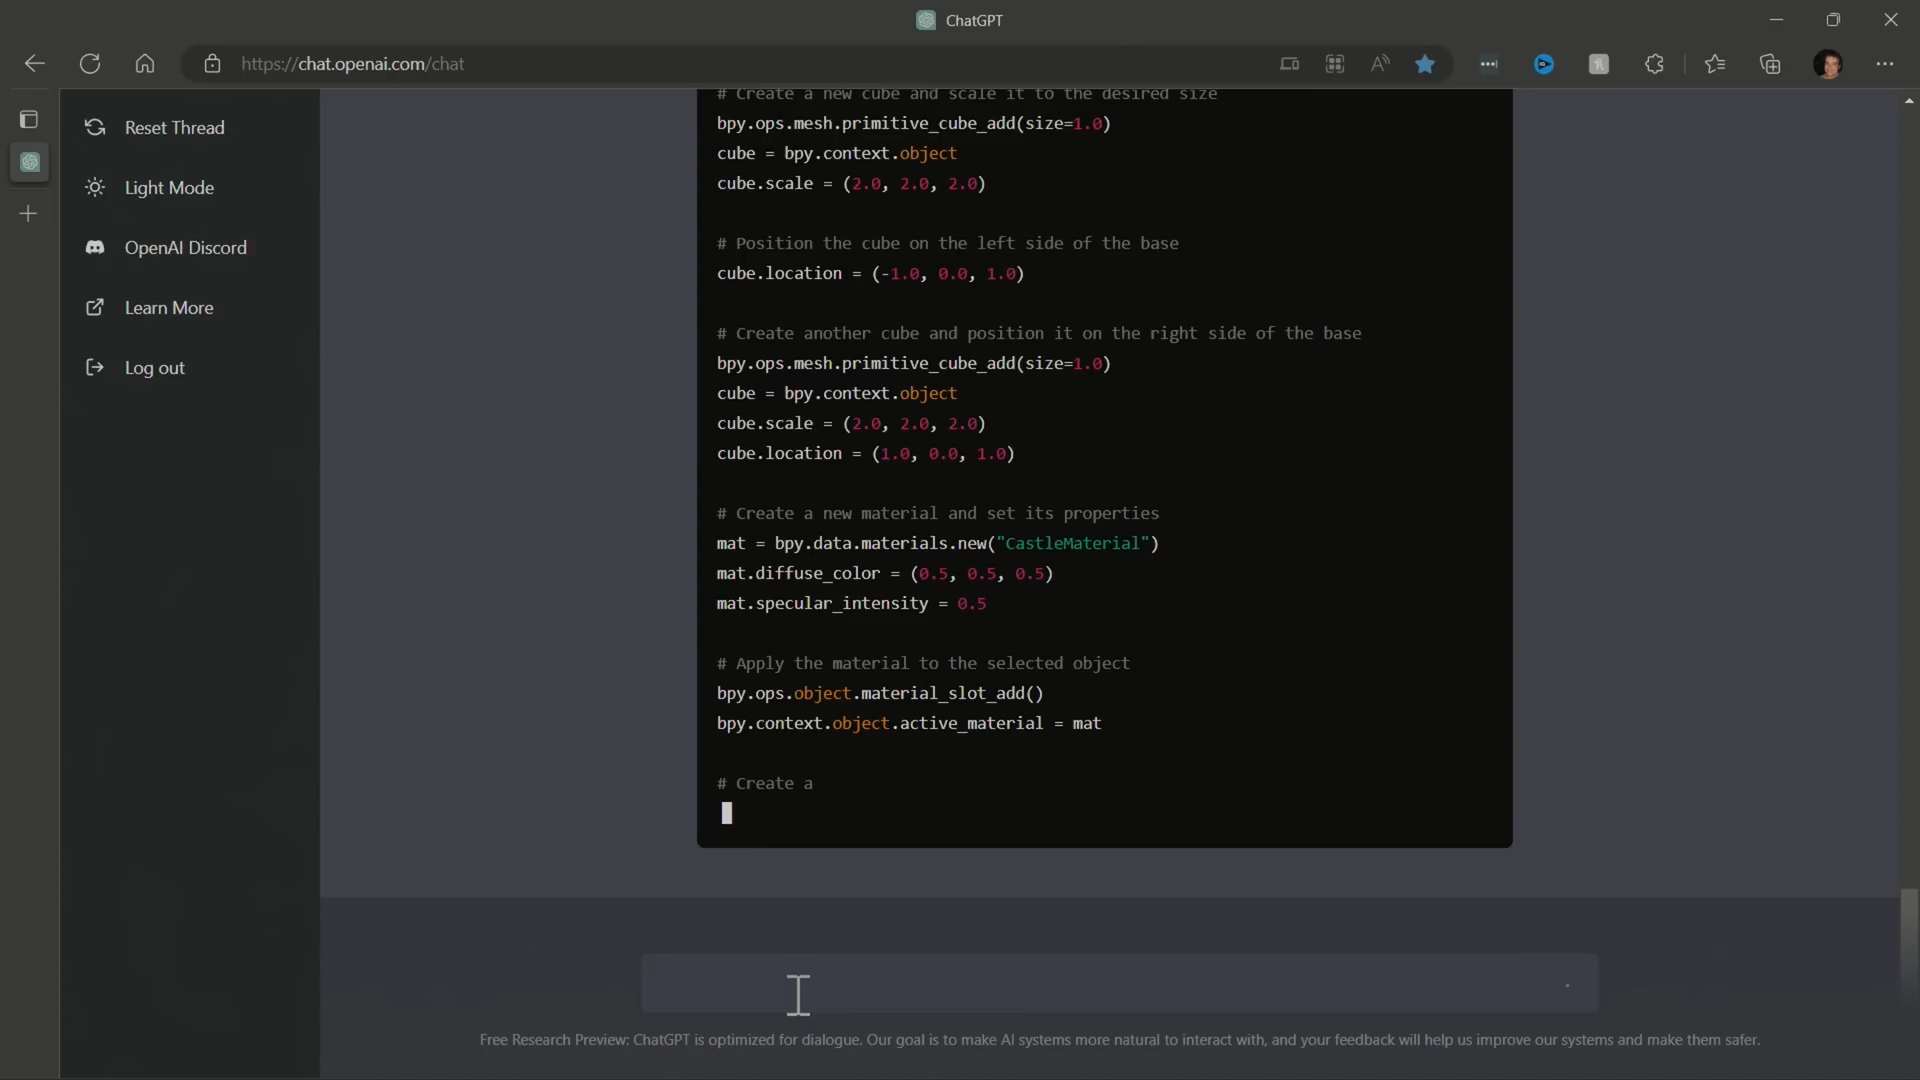 ChatGPT
https://chat.openai.com/chat
Reset Thread
Light Mode
OpenAI Discord
Learn More
Log out
# Create a new cube and scale it to the desired size
bpy.ops.mesh.primitive_cube_add(size=1.0)
cube = bpy.context.object
cube.scale = (2.0, 2.0, 2.0)
# Position the cube on the left side of the base
cube.location = (-1.0, 0.0, 1.0)
# Create another cube and position it on the right side of the base
bpy.ops.mesh.primitive_cube_add(size=1.0)
cube = bpy.context.object
cube.scale = (2.0, 2.0, 2.0)
cube.location = (1.0, 0.0, 1.0)
# Create a new material and set its properties
mat = bpy.data.materials.new("CastleMaterial")
mat.diffuse_color = (0.5, 0.5, 0.5)
mat.specular_intensity = 0.5
# Apply the material to the selected object
bpy.ops.object.material_slot_add()
bpy.context.object.active_material = mat
# Create a
Free Research Preview: ChatGPT is optimized for dialogue. Our goal is to make AI systems more natural to interact with, and your feedback will help us improve our systems and make them safer.